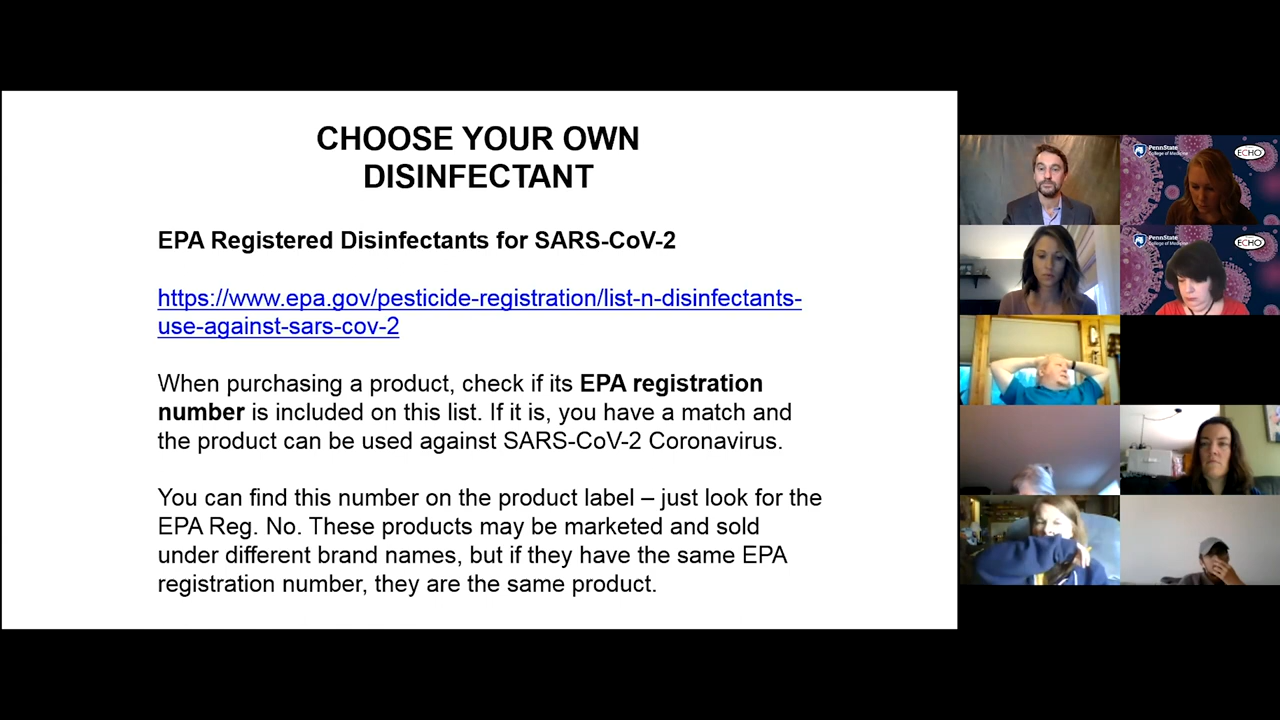 CHOOSE YOUR OWN
DISINFECTANT
EPA Registered Disinfectants for SARS-CoV-2
https://www.epa.gov/pesticide-registration/list-n-disinfectants-
use-against-sars-cov-2
When purchasing a product, check if its EPA registration
number is included on this list. If it is, you have a match and
the product can be used against SARS-CoV-2 Coronavirus.
You can find this number on the product label – just look for the
EPA Reg. No. These products may be marketed and sold
under different brand names, but if they have the same EPA
registration number, they are the same product.
PennState
College of Medicine
ECHO
PennState
College of Medicine
ECHO